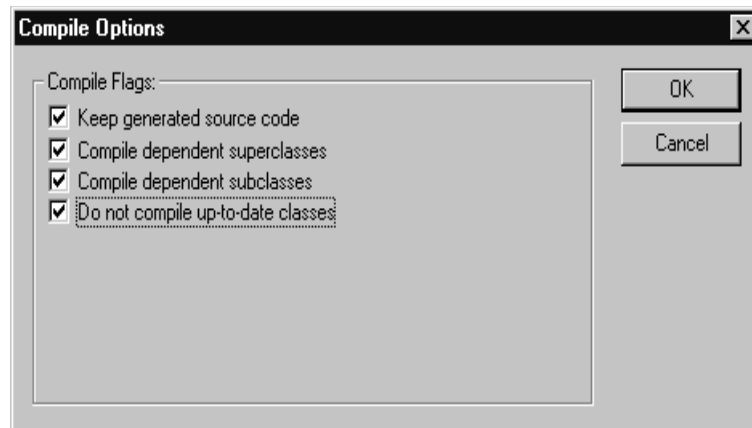 Compile Options
Compile Flags:
Keep generated source code
Compile dependent superclasses
Compile dependent subclasses
Do not compile up-to-date classes
OK
Cancel